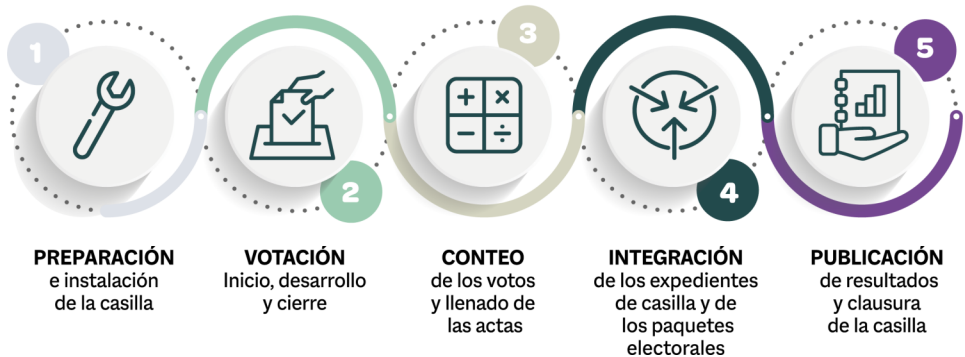 1
PREPARACIÓN
e instalación
de la casilla
2
VOTACIÓN
Inicio, desarrollo
y cierre
3
CONTEO
de los votos
y llenado de
las actas
4
INTEGRACIÓN
de los expedientes
de casilla y de
los paquetes
electorales
5
PUBLICACIÓN
de resultados
y clausura
de la casilla